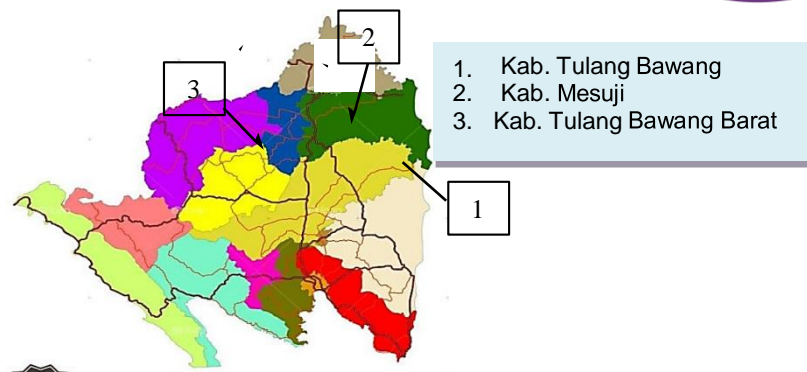 2
3
1
1. Kab. Tulang Bawang
2. Kab. Mesuji
3. Kab. Tulang Bawang Barat